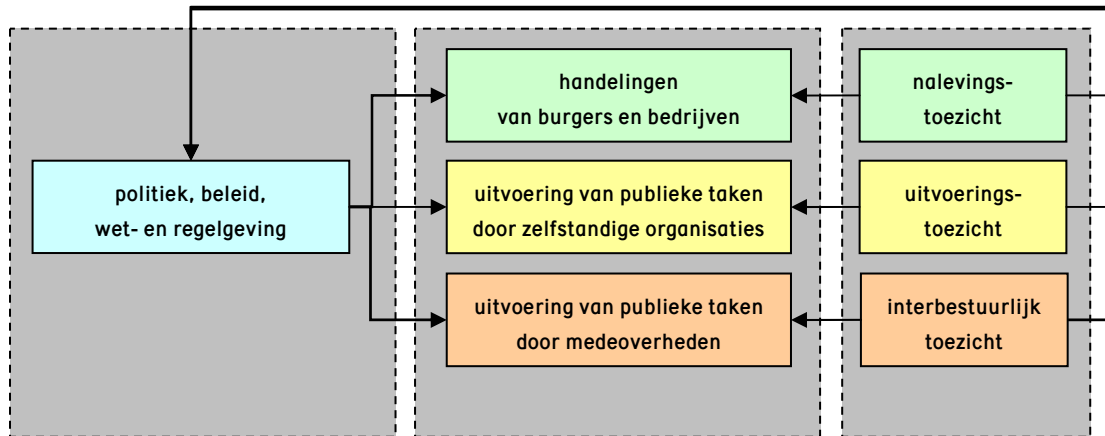 handelingen
van burgers en bedrijven
nalevings-
toezicht
politiek, beleid,
wet- en regelgeving
uitvoering van publieke taken
door zelfstandige organisaties
uitvoerings-
toezicht
uitvoering van publieke taken
door medeoverheden
interbestuurlijk
toezicht